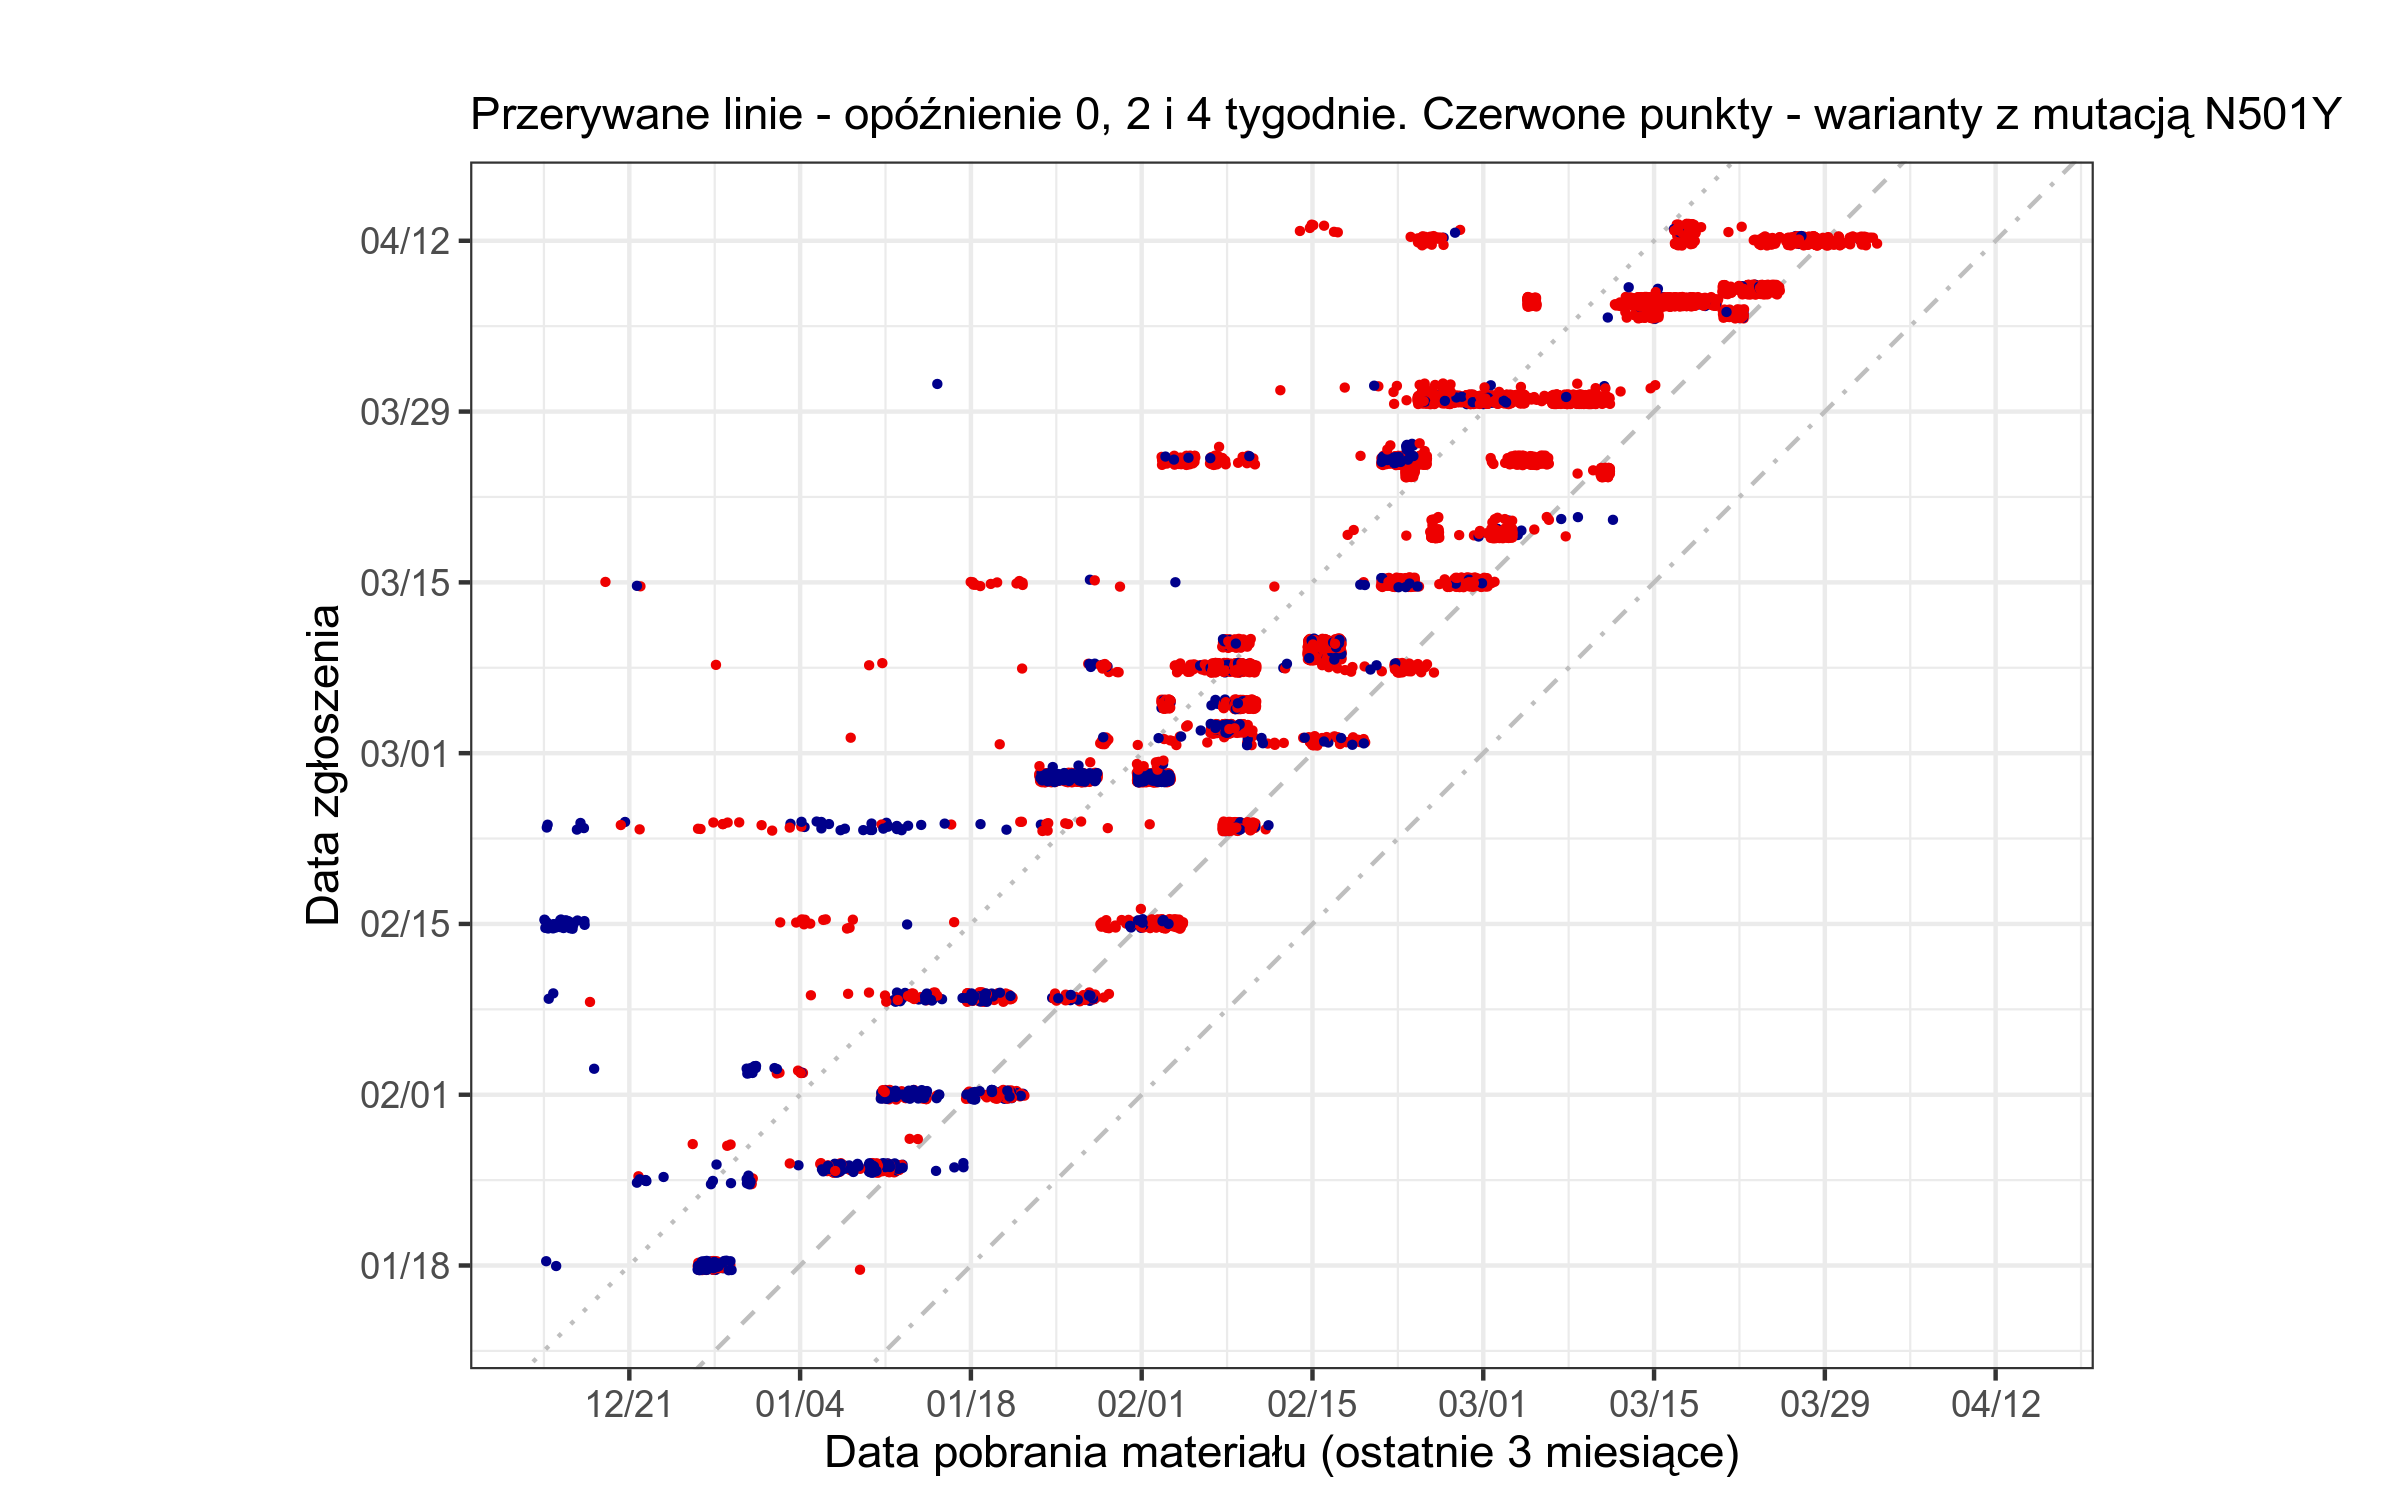 Przerywane linie - opóźnienie 0, 2 i 4 tygodnie. Czerwone punkty - warianty z mutacją N501Y
Data zgłoszenia
04/12
03/29
03/15
03/01
02/15
02/01
01/18
12/21 01/04 01/18 02/01 02/15 03/01 03/15 03/29 04/12
Data pobrania materiału (ostatnie 3 miesiące)